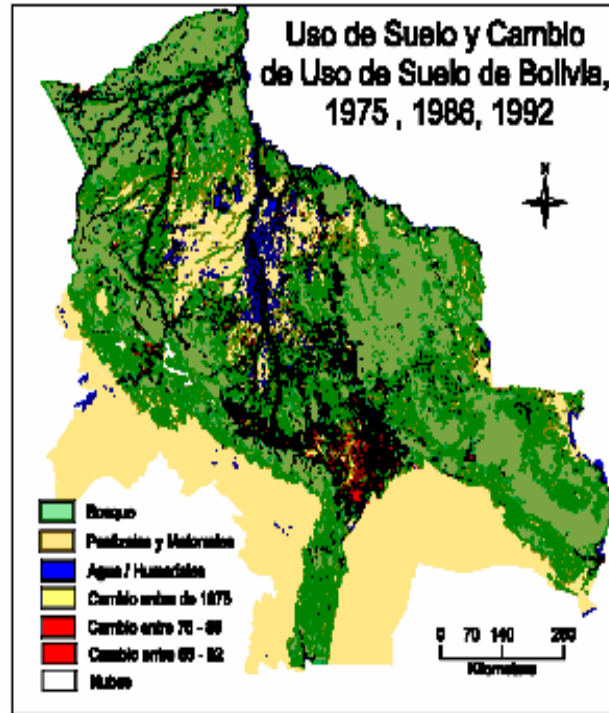 Uso de Suelo y Cambio
de Uso de Suelo de Bolivia,
1975 , 1986, 1992
N
Bosque
Pastizales y Matorrales
Agua / Humedales
Cambio antes de 1975
Cambio entre 75 - 86
Cambio entre 86 - 92
Nubes
0 70 140 280
Kilometers